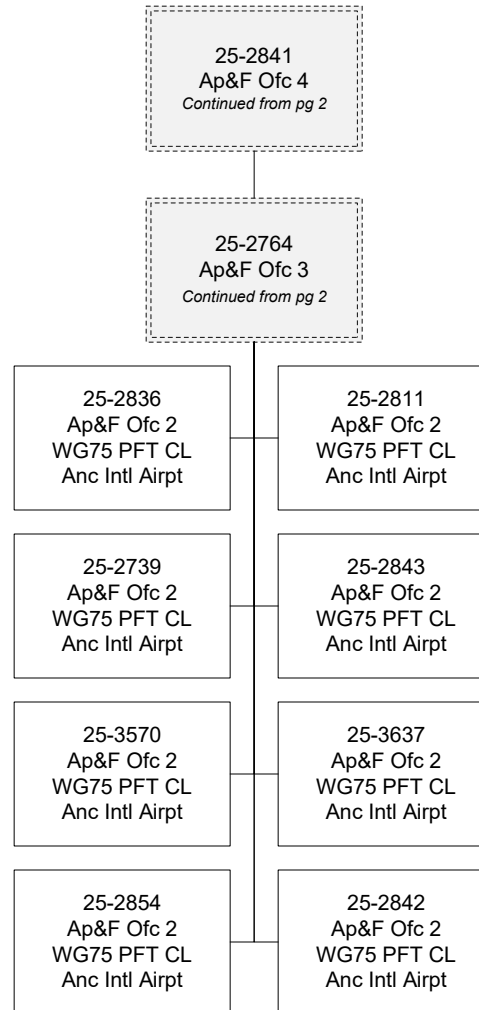 25-2841
Ap&F Ofc 4
Continued from pg 2
25-2764
Ap&F Ofc 3
Continued from pg 2
25-2836
Ap&F Ofc 2
WG75 PFT CL
Anc Intl Airpt
25-2811
Ap&F Ofc 2
WG75 PFT CL
Anc Intl Airpt
25-2739
Ap&F Ofc 2
WG75 PFT CL
Anc Intl Airpt
25-2843
Ap&F Ofc 2
WG75 PFT CL
Anc Intl Airpt
25-3570
Ap&F Ofc 2
WG75 PFT CL
Anc Intl Airpt
25-3637
Ap&F Ofc 2
WG75 PFT CL
Anc Intl Airpt
25-2854
Ap&F Ofc 2
WG75 PFT CL
Anc Intl Airpt
25-2842
Ap&F Ofc 2
WG75 PFT CL
Anc Intl Airpt